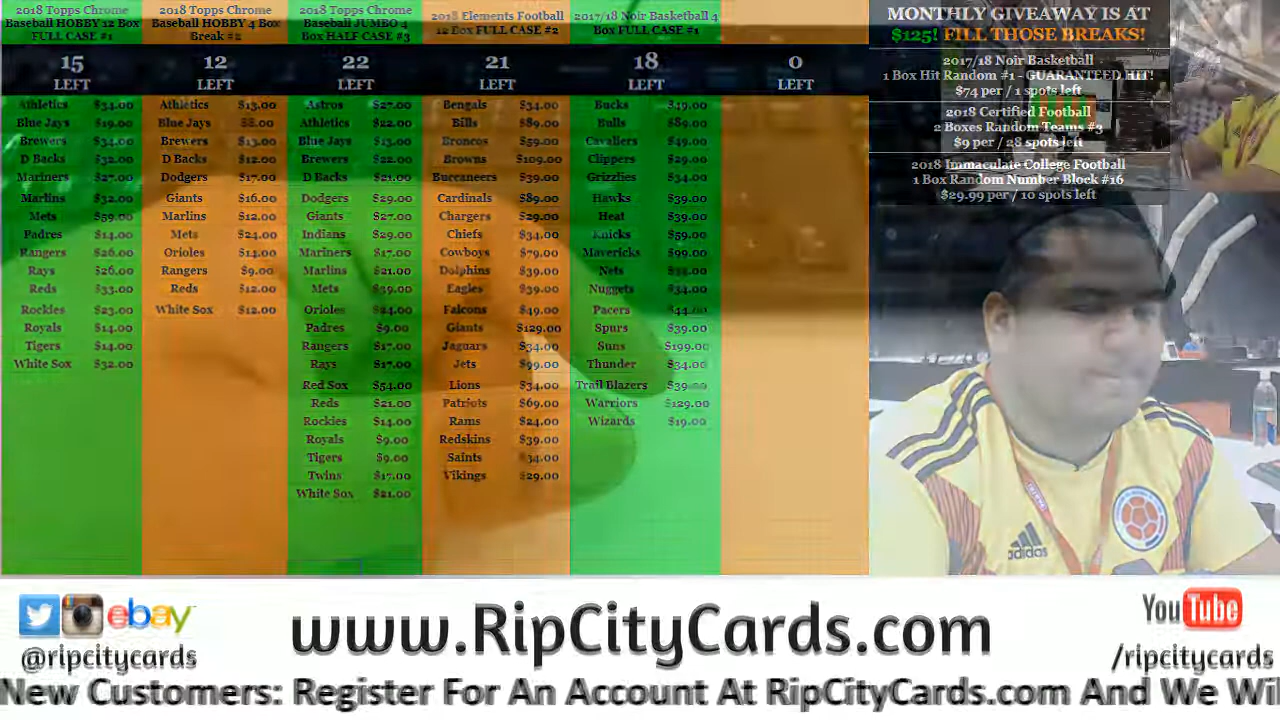 2018 Topps Chrome Baseball HOBBY 12 Box FULL CASE #1
15 LEFT
Athletics $34.00
Blue Jays $19.00
Brewers $34.00
D Backs $32.00
Mariners $27.00
Marlins $32.00
Mets $59.00
Padres $14.00
Rangers $26.00
Rays $26.00
Reds $33.00
Rockies $23.00
Royals $14.00
Tigers $14.00
White Sox $32.00
2018 Topps Chrome Baseball HOBBY 4 Box Break #2
12 LEFT
Athletics $13.00
Blue Jays $8.00
Brewers $13.00
D Backs $12.00
Dodgers $17.00
Giants $16.00
Marlins $12.00
Mets $24.00
Orioles $14.00
Rangers $9.00
Reds $12.00
White Sox $12.00
2018 Topps Chrome Baseball JUMBO 4 Box HALF CASE #3
22 LEFT
Astros $27.00
Athletics $22.00
Blue Jays $13.00
Brewers $22.00
D Backs $21.00
Dodgers $29.00
Giants $27.00
Indians $29.00
Mariners $17.00
Marlins $21.00
Mets $39.00
Orioles $24.00
Padres $9.00
Rangers $17.00
Rays $17.00
Red Sox $54.00
Reds $21.00
Rockies $14.00
Royals $9.00
Tigers $9.00
Twins $17.00
White Sox $21.00
2018 Elements Football 12 Box FULL CASE #2
21 LEFT
Bengals $34.00
Bills $89.00
Broncos $59.00
Browns $109.00
Buccaneers $39.00
Cardinals $89.00
Chargers $29.00
Chiefs $34.00
Cowboys $79.00
Dolphins $39.00
Eagles $39.00
Falcons $49.00
Giants $129.00
Jaguars $34.00
Jets $99.00
Lions $34.00
Patriots $69.00
Rams $24.00
Redskins $39.00
Saints $34.00
Vikings $29.00
2017/18 Noir Basketball 4 Box FULL CASE #1
18 LEFT
Bucks $49.00
Bulls $89.00
Cavaliers $49.00
Clippers $29.00
Grizzlies $34.00
Hawks $39.00
Heat $39.00
Knicks $59.00
Mavericks $99.00
Nets
Nuggets $34.00
Pacers $44.00
Spurs $39.00
Suns $199.00
Thunder $34.00
Trail Blazers $39.00
Warriors $129.00
Wizards $19.00
0 LEFT
MONTHLY GIVEAWAY IS AT
$125! FILL THOSE BREAKS!
2017/18 Noir Basketball
1 Box Hit Random #1 - GUARANTEED HIT!
$74 per / 1 spots left
2018 Certified Football
2 Boxes Random Teams #3
$9 per / 28 spots left
2018 Immaculate College Football
1 Box Random Number Block #16
$29.99 per / 10 spots left
adidas
ebay
@ripcitycards
www.RipCityCards.com
YouTube
/ripcitycards
New Customers: Register For An Account At RipCityCards.com And We Wil